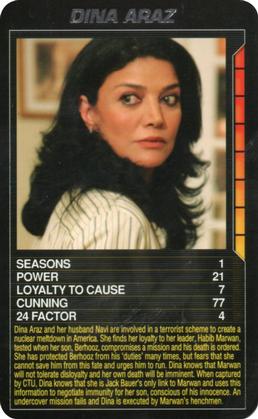 DINA ARAZ
SEASONS 1
POWER 21
LOYALTY TO CAUSE 7
CUNNING 77
24 FACTOR 4
Dina Araz and her husband Navi are involved in a terrorist scheme to create a
nuclear meltdown in America. She finds her loyalty to her leader, Habib Marwan,
tested when her son, Berhooz, compromises a mission and his death is ordered.
She has protected Berhooz from his 'duties' many times, but fears that she
cannot save him from this fate and urges him to run. Dina knows that Marwan
will not tolerate disloyalty and her own death will be imminent. When captured
by CTU, Dina knows that she is Jack Bauer's only link to Marwan and uses this
information to negotiate immunity for her son, conscious of his innocence. An
undercover mission fails and Dina is executed by Marwan's henchmen.